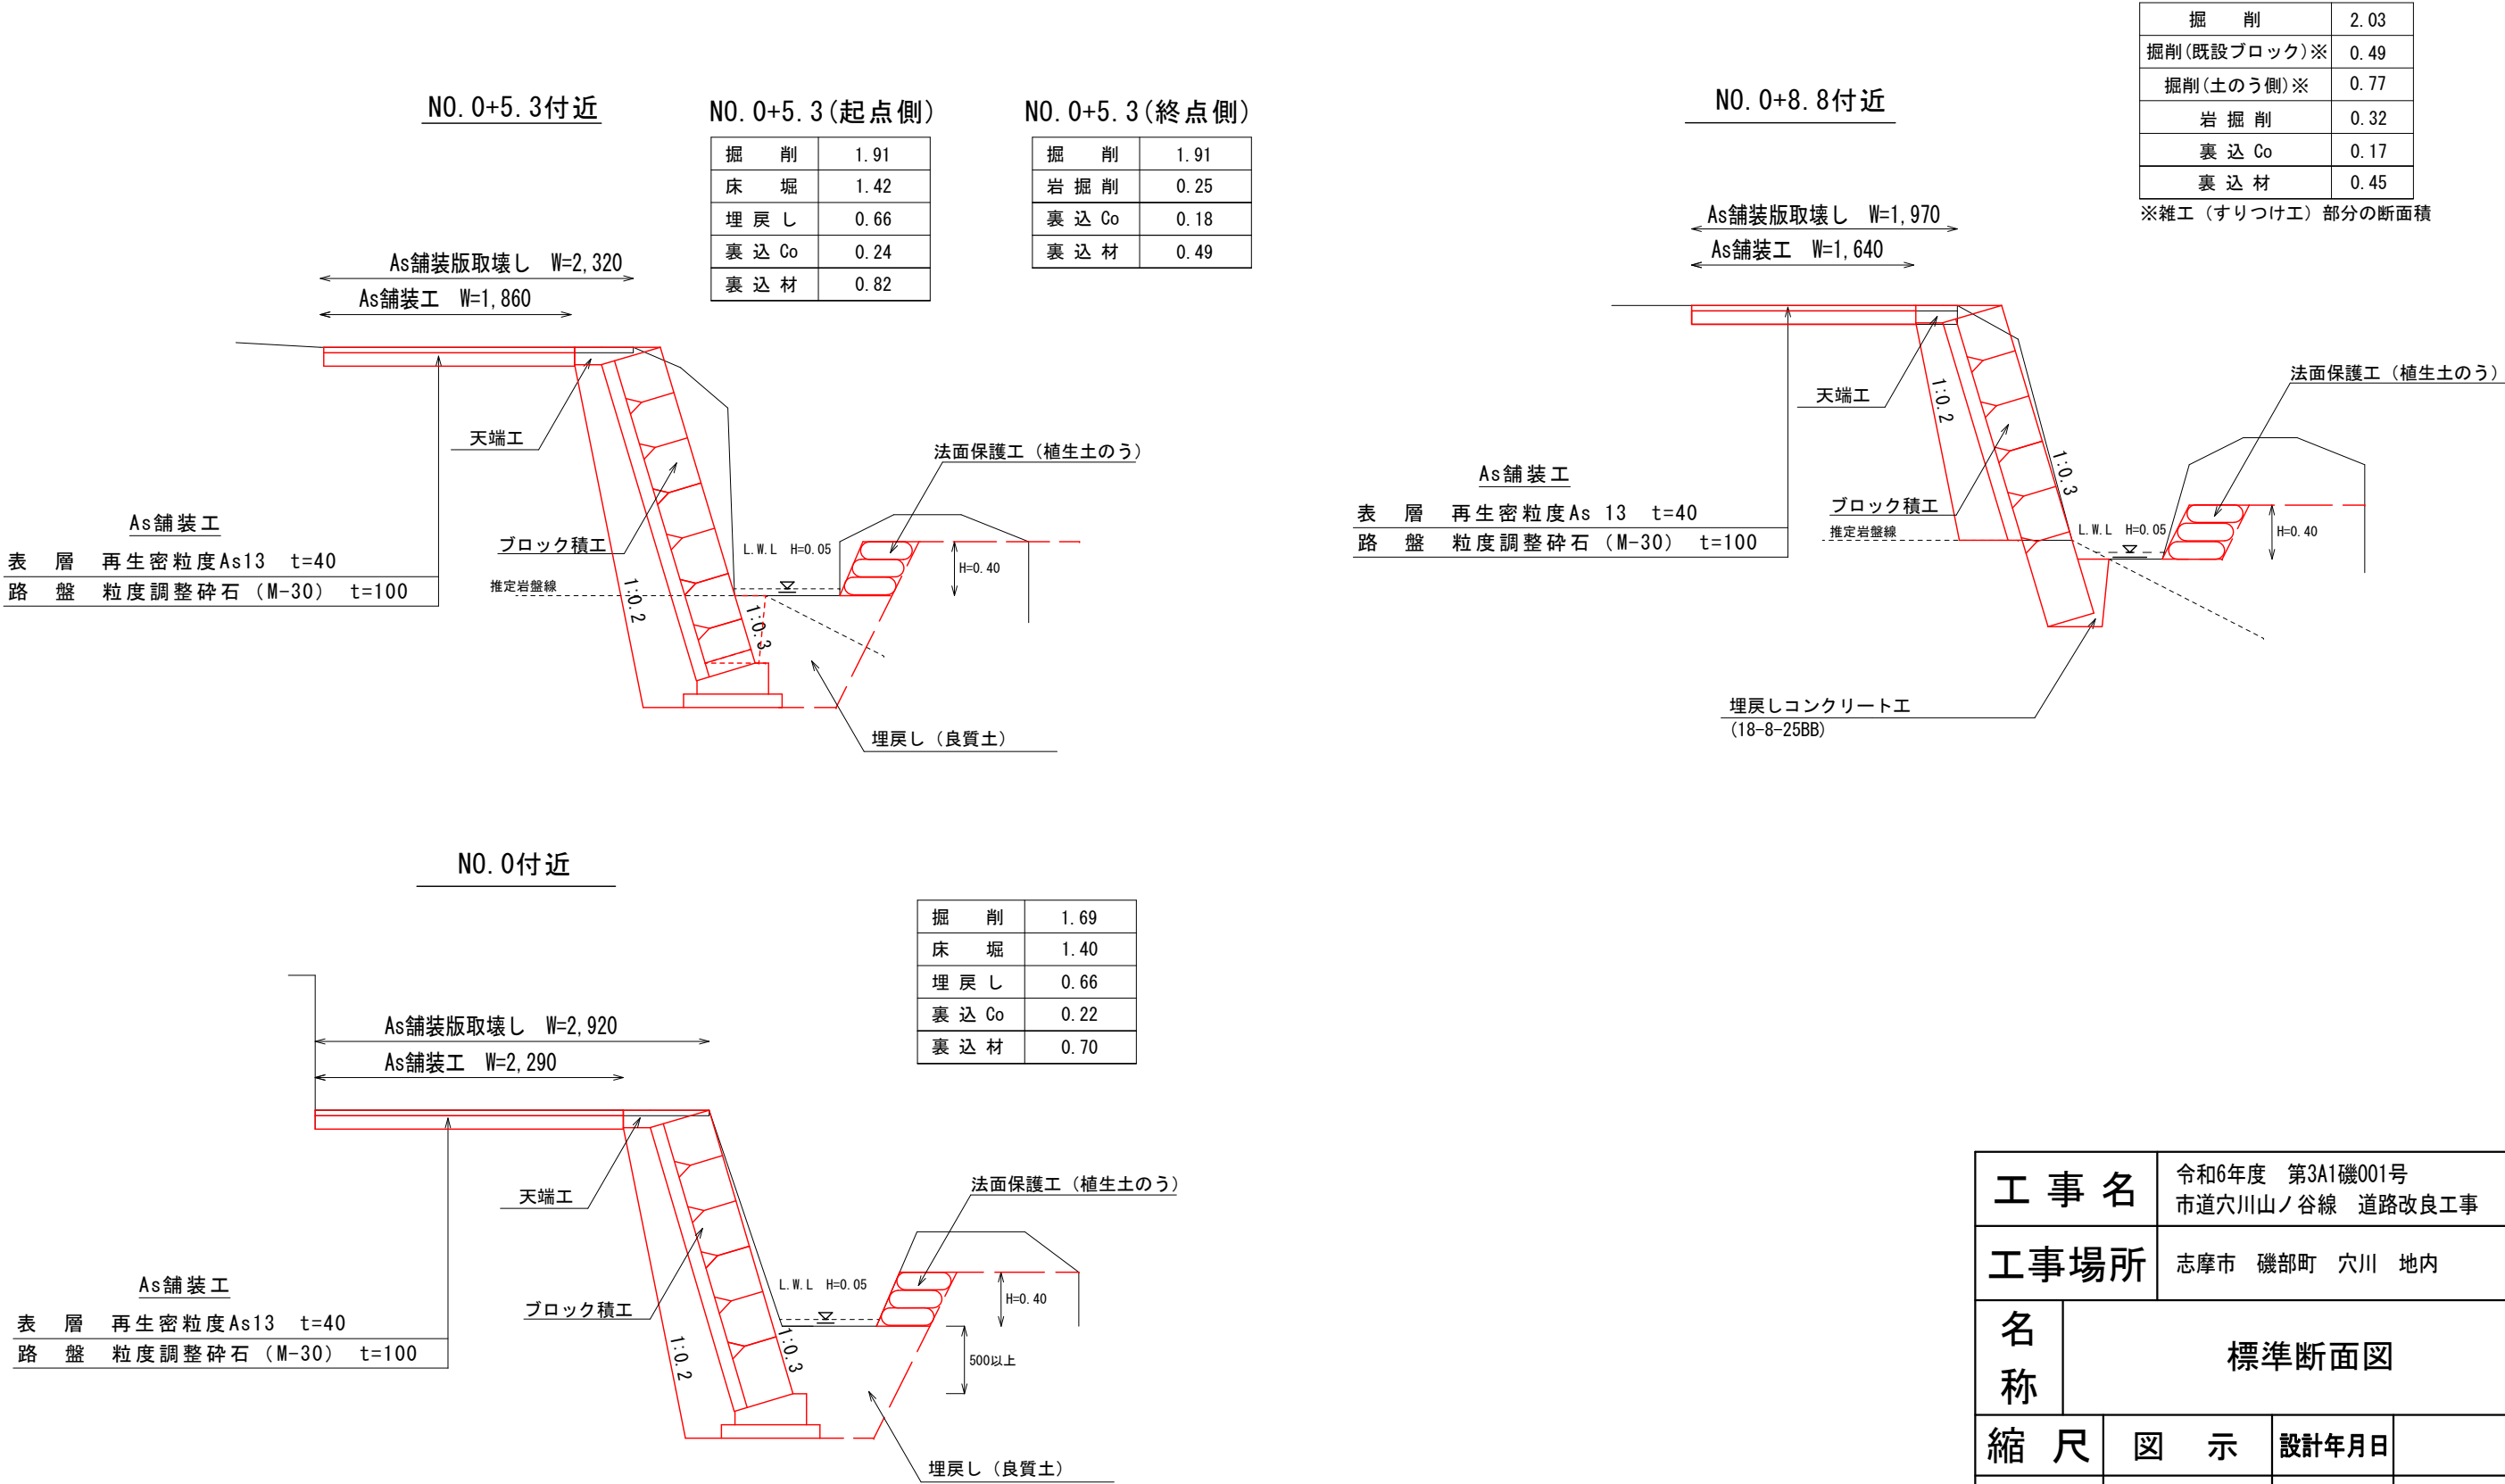 NO.0+5.3付近
NO.0+5.3(起点側)
掘 削 1.91
床 堀 1.42
埋戻し 0.66
裏込Co 0.24
裏込材 0.82
NO.0+5.3(終点側)
掘 削 1.91
岩掘削 0.25
裏込Co 0.18
裏込材 0.49
As舗装版取壊し W=2,320
As舗装工 W=1,860
天端工
法面保護工（植生土のう）
As舗装工
表 層 再生密粒度As13 t=40
路 盤 粒度調整砕石（M-30） t=100
ブロック積工
L.W.L H=0.05
H=0.40
推定岩盤線
1:0.2
1:0.3
埋戻し（良質土）
NO.0+8.8付近
掘 削 2.03
掘削(既設ブロック)※ 0.49
掘削(土のう側)※ 0.77
岩掘削 0.32
裏込Co 0.17
裏込材 0.45
※雑工（すりつけ工）部分の断面積
As舗装版取壊し W=1,970
As舗装工 W=1,640
天端工
1:0.2
法面保護工（植生土のう）
As舗装工
表 層 再生密粒度As 13 t=40
路 盤 粒度調整砕石（M-30） t=100
ブロック積工
1:0.3
推定岩盤線
L.W.L H=0.05
H=0.40
埋戻しコンクリート工
(18-8-25BB)
NO.0付近
掘 削 1.69
床 堀 1.40
埋戻し 0.66
裏込Co 0.22
裏込材 0.70
As舗装版取壊し W=2,920
As舗装工 W=2,290
天端工
法面保護工（植生土のう）
As舗装工
表 層 再生密粒度As13 t=40
路 盤 粒度調整砕石（M-30） t=100
ブロック積工
L.W.L H=0.05
H=0.40
1:0.2
1:0.3
500以上
埋戻し（良質土）
工事名 令和6年度 第3A1磯001号
市道穴川山ノ谷線 道路改良工事
工事場所 志摩市 磯部町 穴川 地内
名称 標準断面図
縮尺 図示 設計年月日